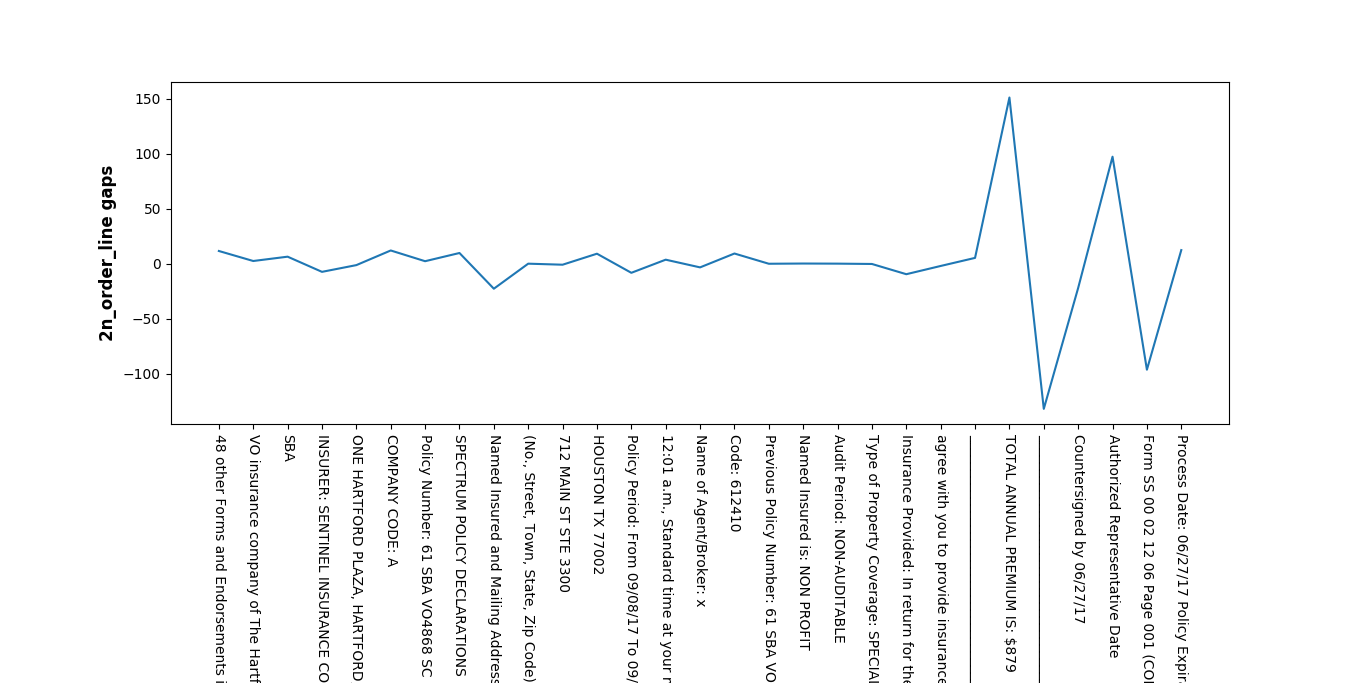 2n_order_line gaps
150
100
50
0
−50
−100
48 other Forms and Endorsements i
VO insurance company of The Hartf
SBA
INSURER: SENTINEL INSURANCE CO
ONE HARTFORD PLAZA, HARTFORD
COMPANY CODE: A
Policy Number: 61 SBA VO4868 SC
SPECTRUM POLICY DECLARATIONS
Named Insured and Mailing Address
(No., Street, Town, State, Zip Code)
712 MAIN ST STE 3300
HOUSTON TX 77002
Policy Period: From 09/08/17 To 09/
12:01 a.m., Standard time at your
Name of Agent/Broker: x
Code: 612410
Previous Policy Number: 61 SBA VO
Named Insured is: NON PROFIT
Audit Period: NON-AUDITABLE
Type of Property Coverage: SPECIAL
Insurance Provided: In return for the
agree with you to provide insurance
TOTAL ANNUAL PREMIUM IS: $879
Countersigned by 06/27/17
Authorized Representative Date
Form SS 00 02 12 06 Page 001 (CO
Process Date: 06/27/17 Policy Expir